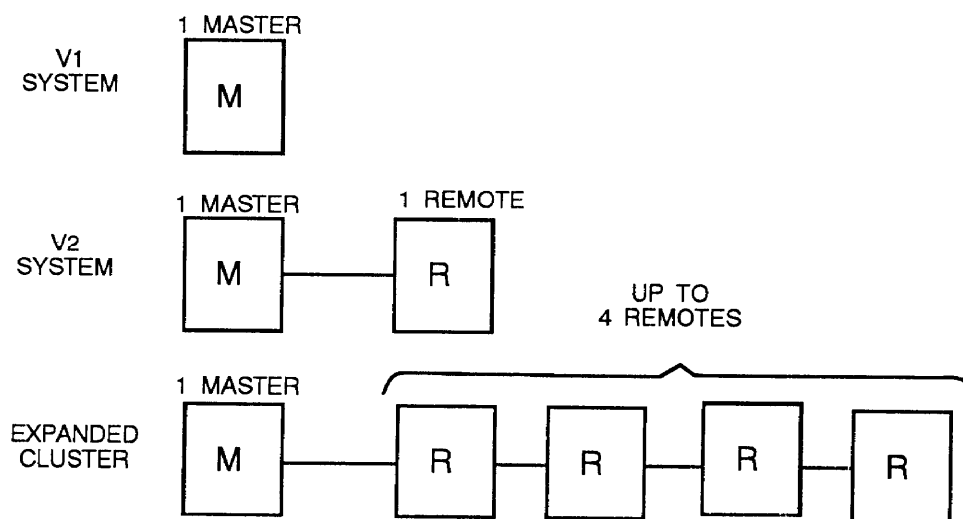 1 MASTER
V1
SYSTEM
M
1 MASTER
1 REMOTE
V2
SYSTEM
M
R
UP TO
4 REMOTES
1 MASTER
EXPANDED
CLUSTER
M
R
R
R
R